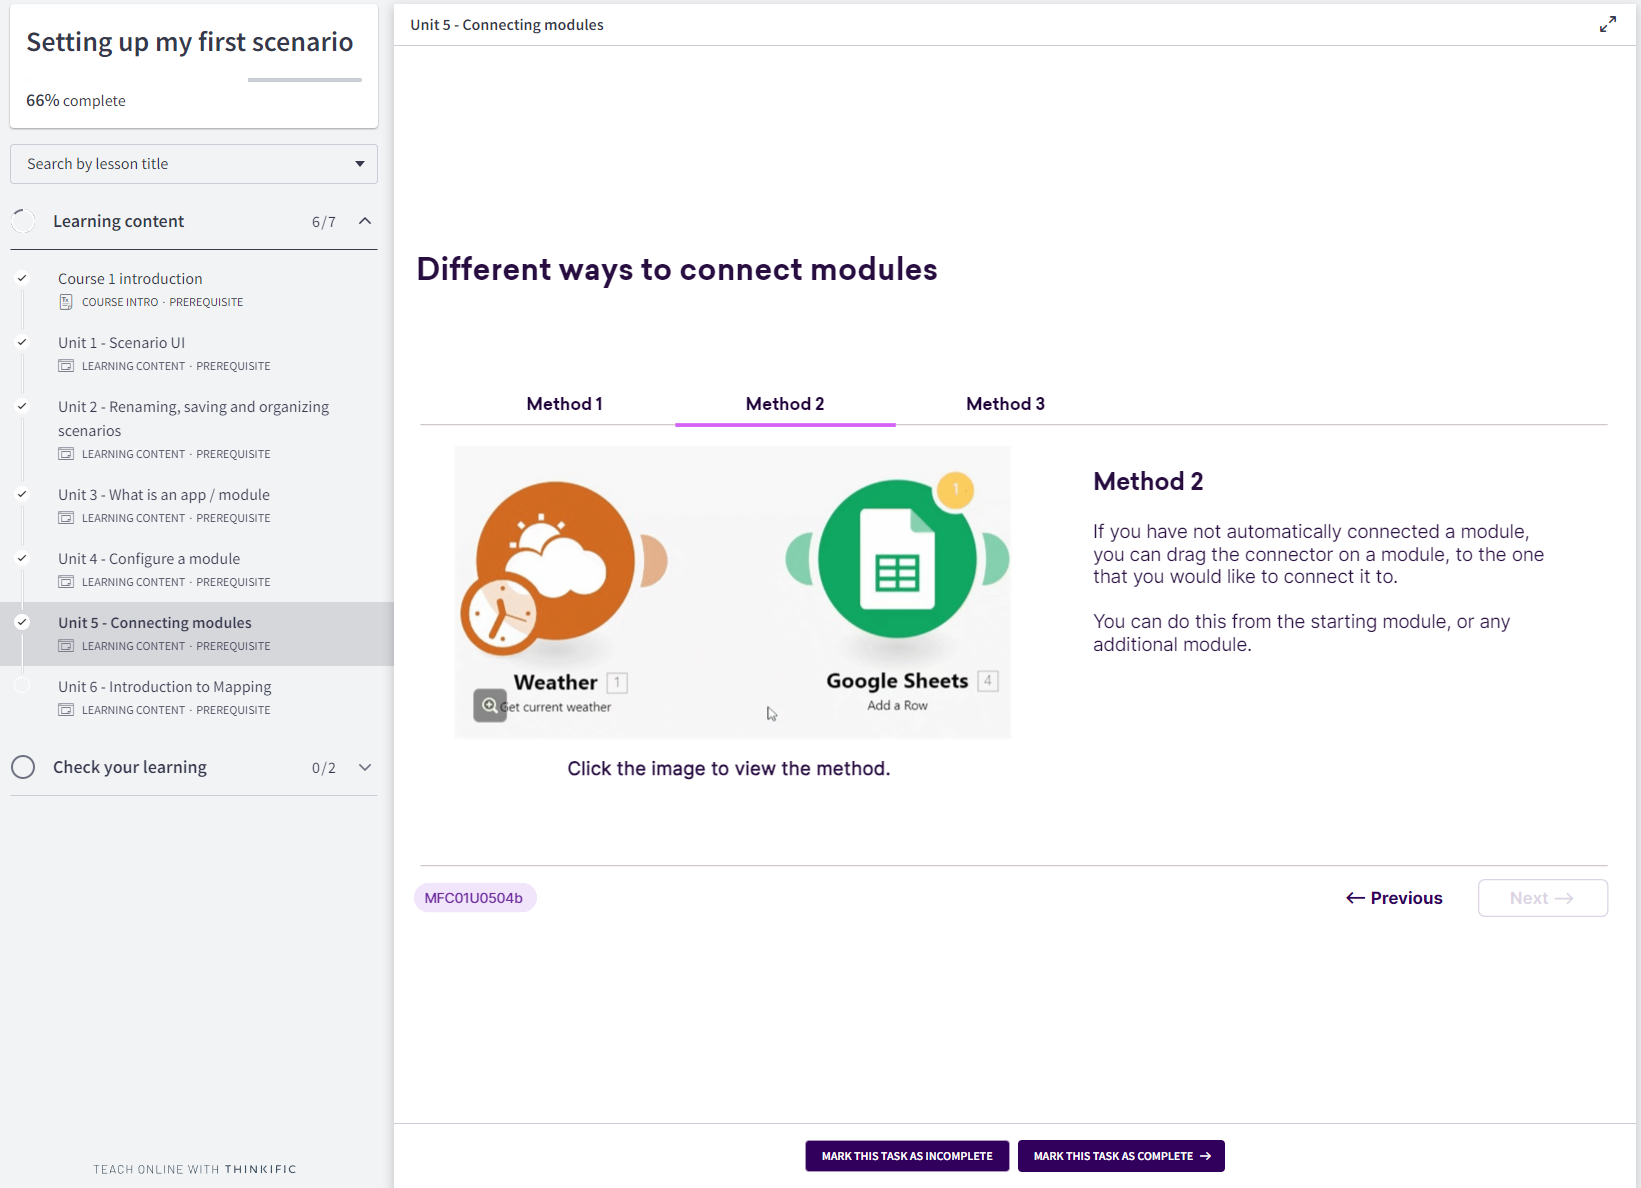 Setting up my first scenario
66% complete
Search by lesson title
Learning content 6/7
Course 1 introduction
COURSE INTRO · PREREQUISITE
Unit 1 - Scenario UI
LEARNING CONTENT · PREREQUISITE
Unit 2 - Renaming, saving and organizing
scenarios
LEARNING CONTENT · PREREQUISITE
Unit 3 - What is an app / module
LEARNING CONTENT · PREREQUISITE
Unit 4 - Configure a module
LEARNING CONTENT · PREREQUISITE
Unit 5 - Connecting modules
LEARNING CONTENT · PREREQUISITE
Unit 6 - Introduction to Mapping
LEARNING CONTENT · PREREQUISITE
Check your learning 0/2
TEACH ONLINE WITH THINKIFIC
Unit 5 - Connecting modules
Different ways to connect modules
Method 1 Method 2 Method 3
1
Weather 1
Get current weather
Google Sheets 4
Add a Row
Click the image to view the method.
Method 2
If you have not automatically connected a module,
you can drag the connector on a module, to the one
that you would like to connect it to.
You can do this from the starting module, or any
additional module.
MFC01U0504b
← Previous
Next →
MARK THIS TASK AS INCOMPLETE
MARK THIS TASK AS COMPLETE →